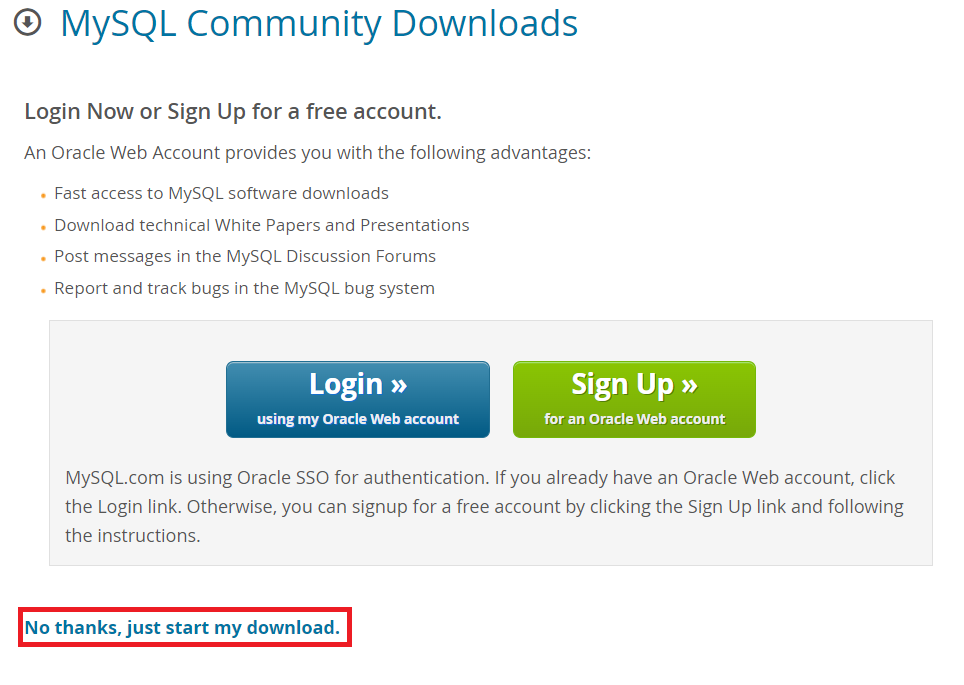 MySQL Community Downloads
Login Now or Sign Up for a free account.
An Oracle Web Account provides you with the following advantages:
Fast access to MySQL software downloads
Download technical White Papers and Presentations
Post messages in the MySQL Discussion Forums
Report and track bugs in the MySQL bug system
Login »
using my Oracle Web account
Sign Up »
for an Oracle Web account
MySQL.com is using Oracle SSO for authentication. If you already have an Oracle Web account, click
the Login link. Otherwise, you can signup for a free account by clicking the Sign Up link and following
the instructions.
No thanks, just start my download.